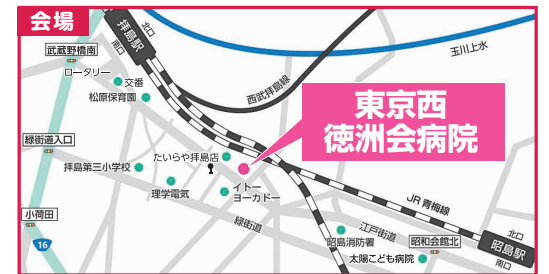 会場
北口
拝島駅
南口
武蔵野橋南
ロータリー
交番
松原保育園
玉川上水
西武拝島線
東京西
徳洲会病院
緑街道入口
たいらや拝島店
拝島第三小学校
理学電気
イトー
ヨーカドー
緑街道
小荷田
16
JR青梅線
江戸街道
昭島消防署
昭和会館北
太陽こども病院
北口
昭島駅
南口